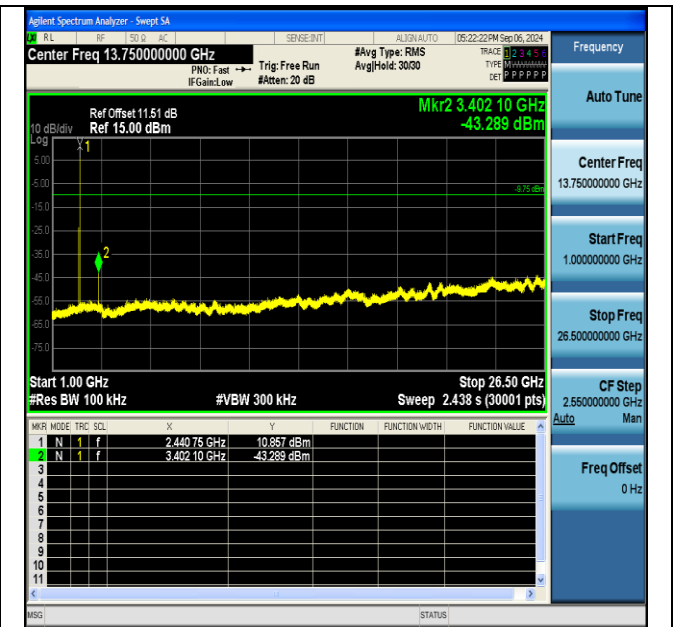 Agilent Spectrum Analyzer - Swept SA
LXI RL RF 50 Ω AC SENSE:INT ALIGN AUTO 05:22:22PM Sep 06, 2024
Center Freq 13.750000000 GHz
#Avg Type: RMS
TRACE 1 2 3 4 5 6
PNO: Fast Trig: Free Run Avg|Hold: 30/30 TYPE M
IFGain:Low #Atten: 20 dB DET P P P P P P
Ref Offset 11.51 dB
10 dB/div Ref 15.00 dBm
Log
Mkr2 3.402 10 GHz
-43.289 dBm
1
5.00
-5.00
-9.75 dBm
-15.0
-25.0
2
-35.0
-45.0
-55.0
-65.0
-75.0
Start 1.00 GHz Stop 26.50 GHz
#Res BW 100 kHz #VBW 300 kHz Sweep 2.438 s (30001 pts)
MKR MODE TRC SCL X Y FUNCTION FUNCTION WIDTH FUNCTION VALUE
1 N 1 f 2.440 75 GHz 10.857 dBm
2 N 1 f 3.402 10 GHz -43.289 dBm
3
4
5
6
7
8
9
10
11
MSG STATUS
Frequency
Auto Tune
Center Freq
13.750000000 GHz
Start Freq
1.000000000 GHz
Stop Freq
26.500000000 GHz
CF Step
2.550000000 GHz
Auto Man
Freq Offset
0 Hz